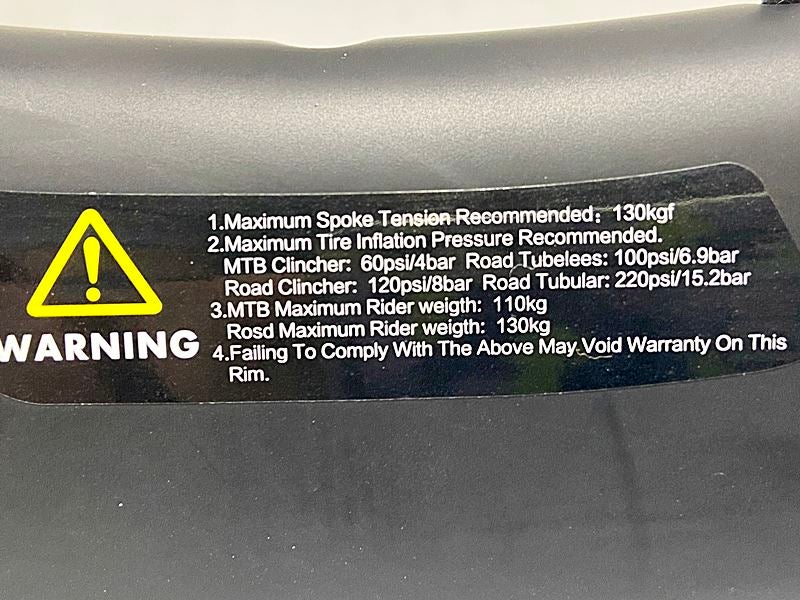 WARNING
1.Maximum Spoke Tension Recommended: 130kgf
2.Maximum Tire Inflation Pressure Recommended.
MTB Clincher: 60psi/4bar Road Tubelees: 100psi/6.9bar
Road Clincher: 120psi/8bar Road Tubular: 220psi/15.2bar
3.MTB Maximum Rider weigth: 110kg
Rosd Maximum Rider weigth: 130kg
4.Failing To Comply With The Above May Void Warranty On This
Rim.